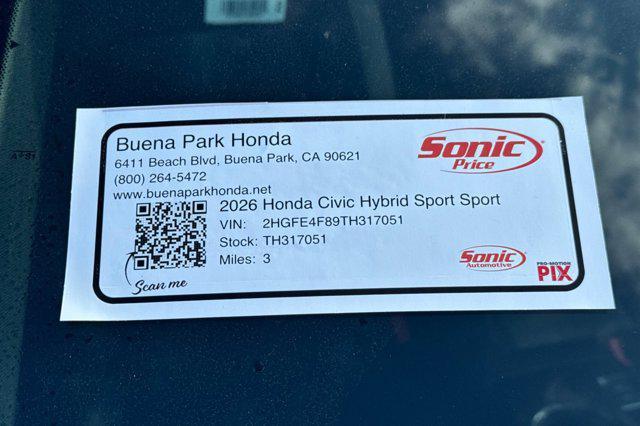 Buena Park Honda
6411 Beach Blvd, Buena Park, CA 90621
(800) 264-5472
www.buenaparkhonda.net
Sonic
Price
2026 Honda Civic Hybrid Sport Sport
VIN: 2HGFE4F89TH317051
Stock: TH317051
Miles: 3
Scan me
Sonic
Automotive
PRO-MOTION
PIX